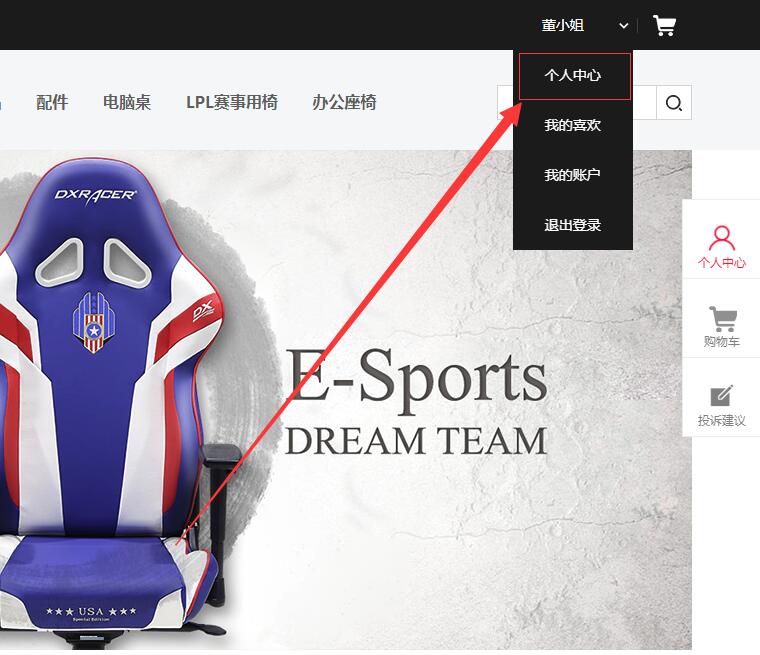 董小姐
个人中心
我的喜欢
我的账户
退出登录
配件
电脑桌
LPL赛事用椅
办公座椅
DXRACER
DX
E-Sports
DREAM TEAM
★★★ USA ★★★
Special Edition
个人中心
购物车
投诉建议